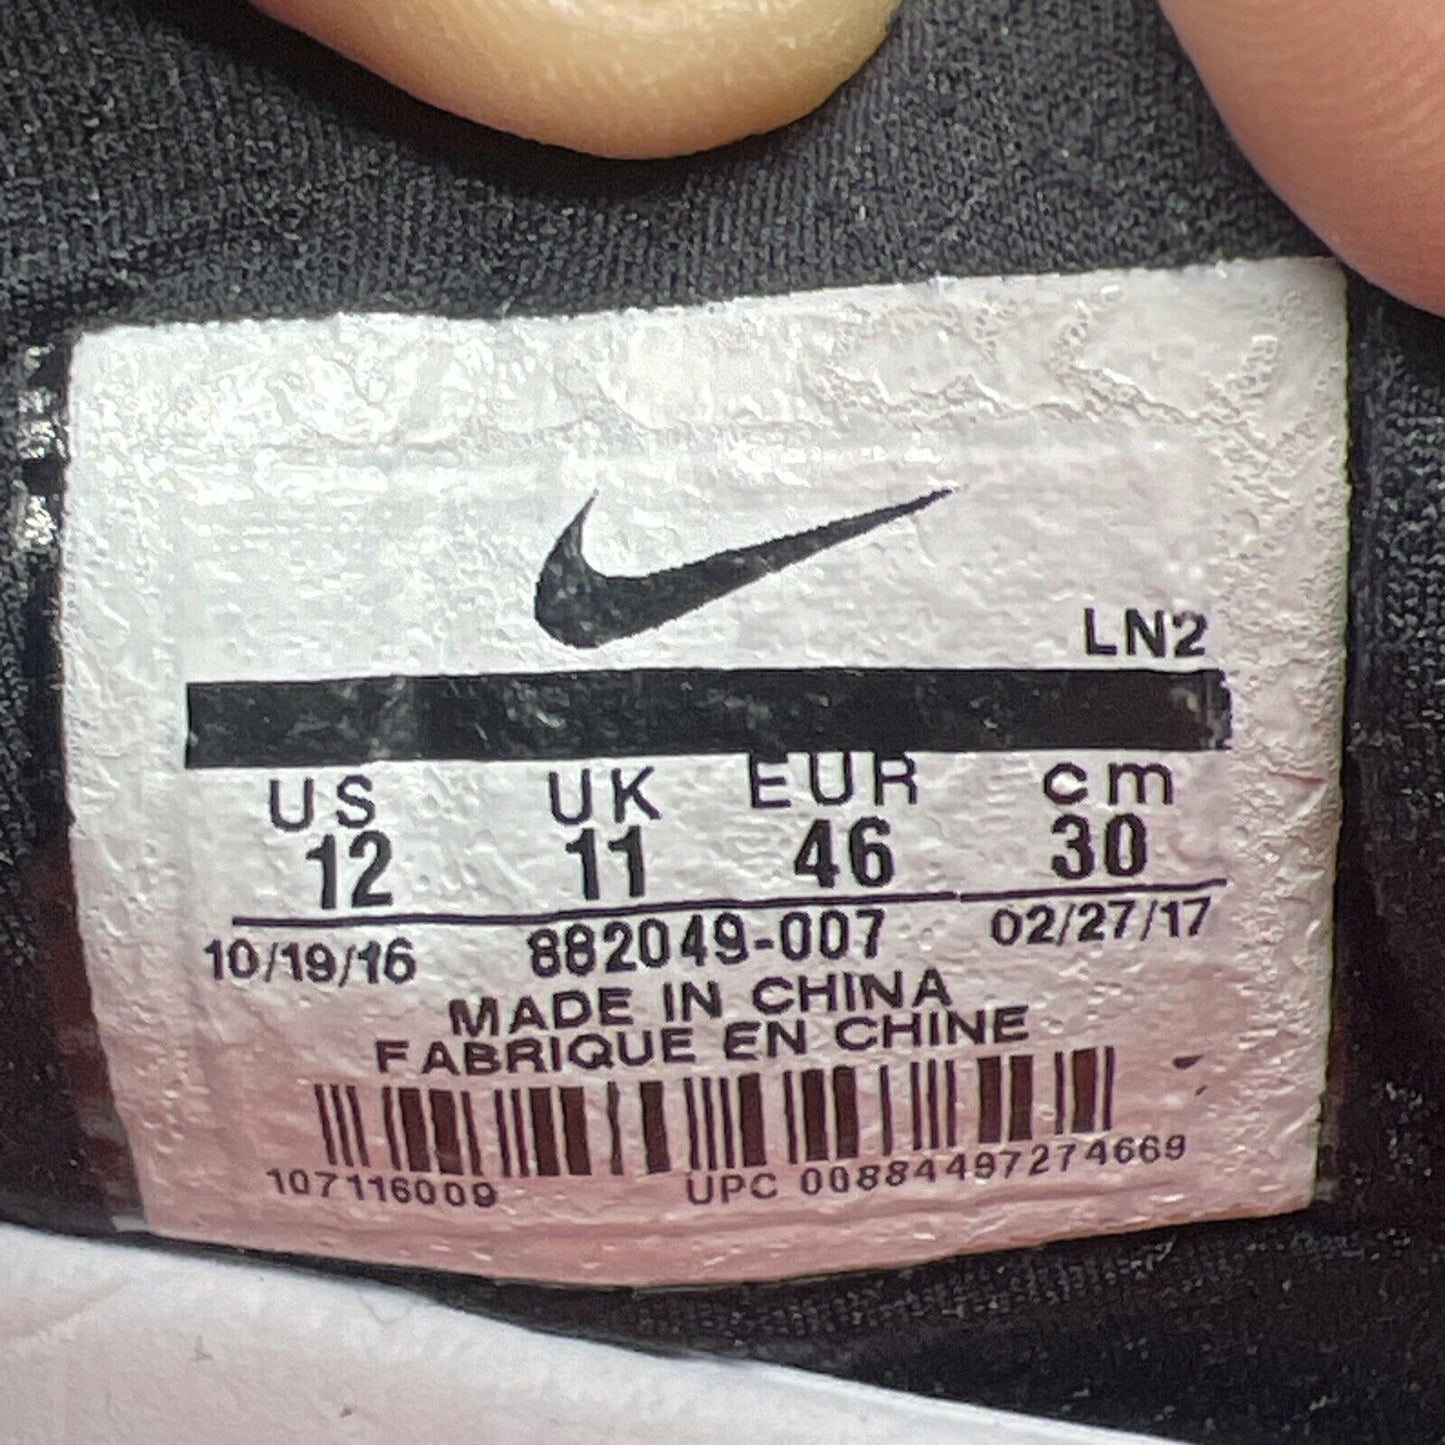 LN2
US UK EUR cm
12 11 46 30
10/19/16 882049-007 02/27/17
MADE IN CHINA
FABRIQUE EN CHINE
107116009 UPC 00884497274669